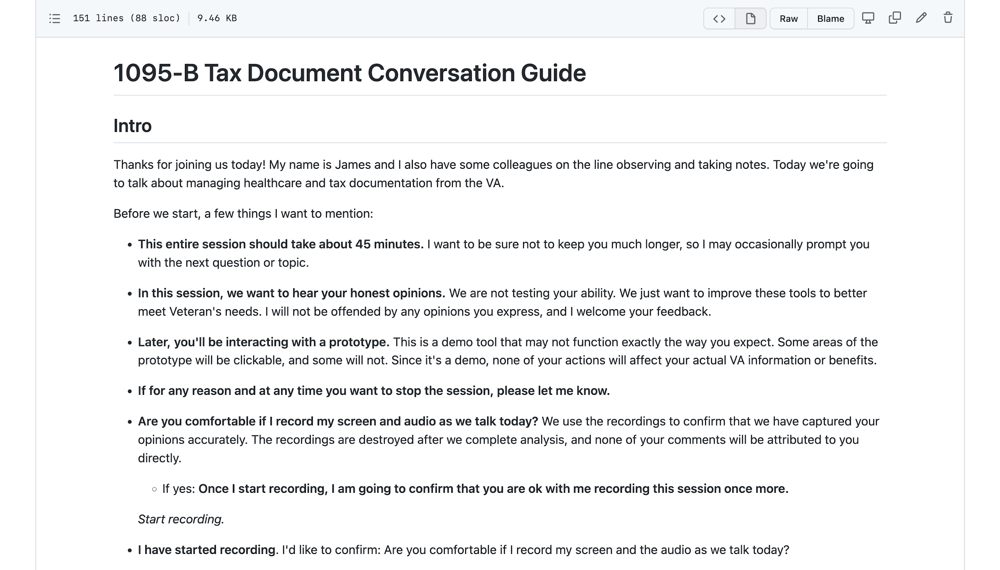 151 lines (88 sloc) 9.46 KB
Raw Blame
1095-B Tax Document Conversation Guide
Intro
Thanks for joining us today! My name is James and I also have some colleagues on the line observing and taking notes. Today we're going
to talk about managing healthcare and tax documentation from the VA.
Before we start, a few things I want to mention:
• This entire session should take about 45 minutes. I want to be sure not to keep you much longer, so I may occasionally prompt you
with the next question or topic.
• In this session, we want to hear your honest opinions. We are not testing your ability. We just want to improve these tools to better
meet Veteran's needs. I will not be offended by any opinions you express, and I welcome your feedback.
• Later, you'll be interacting with a prototype. This is a demo tool that may not function exactly the way you expect. Some areas of the
prototype will be clickable, and some will not. Since it's a demo, none of your actions will affect your actual VA information or benefits.
• If for any reason and at any time you want to stop the session, please let me know.
• Are you comfortable if I record my screen and audio as we talk today? We use the recordings to confirm that we have captured your
opinions accurately. The recordings are destroyed after we complete analysis, and none of your comments will be attributed to you
directly.
◦ If yes: Once I start recording, I am going to confirm that you are ok with me recording this session once more.
Start recording.
• I have started recording. I'd like to confirm: Are you comfortable if I record my screen and the audio as we talk today?